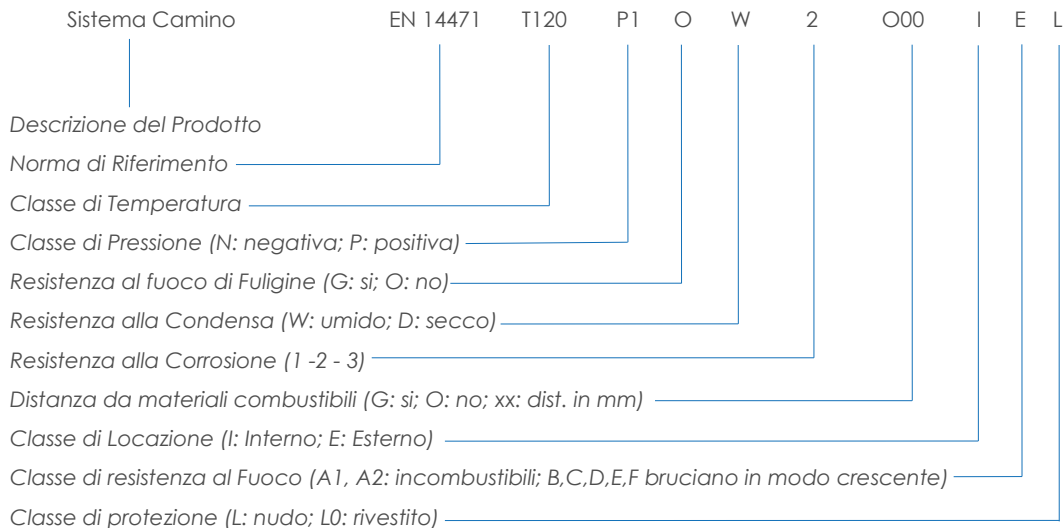 Sistema Camino EN 14471 T120 P1 O W 2 O00 I E L
Descrizione del Prodotto
Norma di Riferimento
Classe di Temperatura
Classe di Pressione (N: negativa; P: positiva)
Resistenza al fuoco di Fuligine (G: si; O: no)
Resistenza alla Condensa (W: umido; D: secco)
Resistenza alla Corrosione (1 -2 - 3)
Distanza da materiali combustibili (G: si; O: no; xx: dist. in mm)
Classe di Locazione (I: Interno; E: Esterno)
Classe di resistenza al Fuoco (A1, A2: incombustibili; B,C,D,E,F bruciano in modo crescente)
Classe di protezione (L: nudo; L0: rivestito)